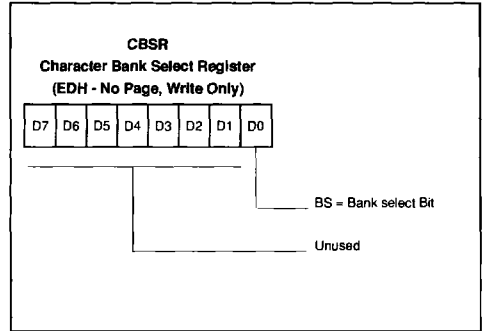 CBSR
Character Bank Select Register
(EDH - No Page, Write Only)
D7 D6 D5 D4 D3 D2 D1 D0
BS = Bank select Bit
Unused